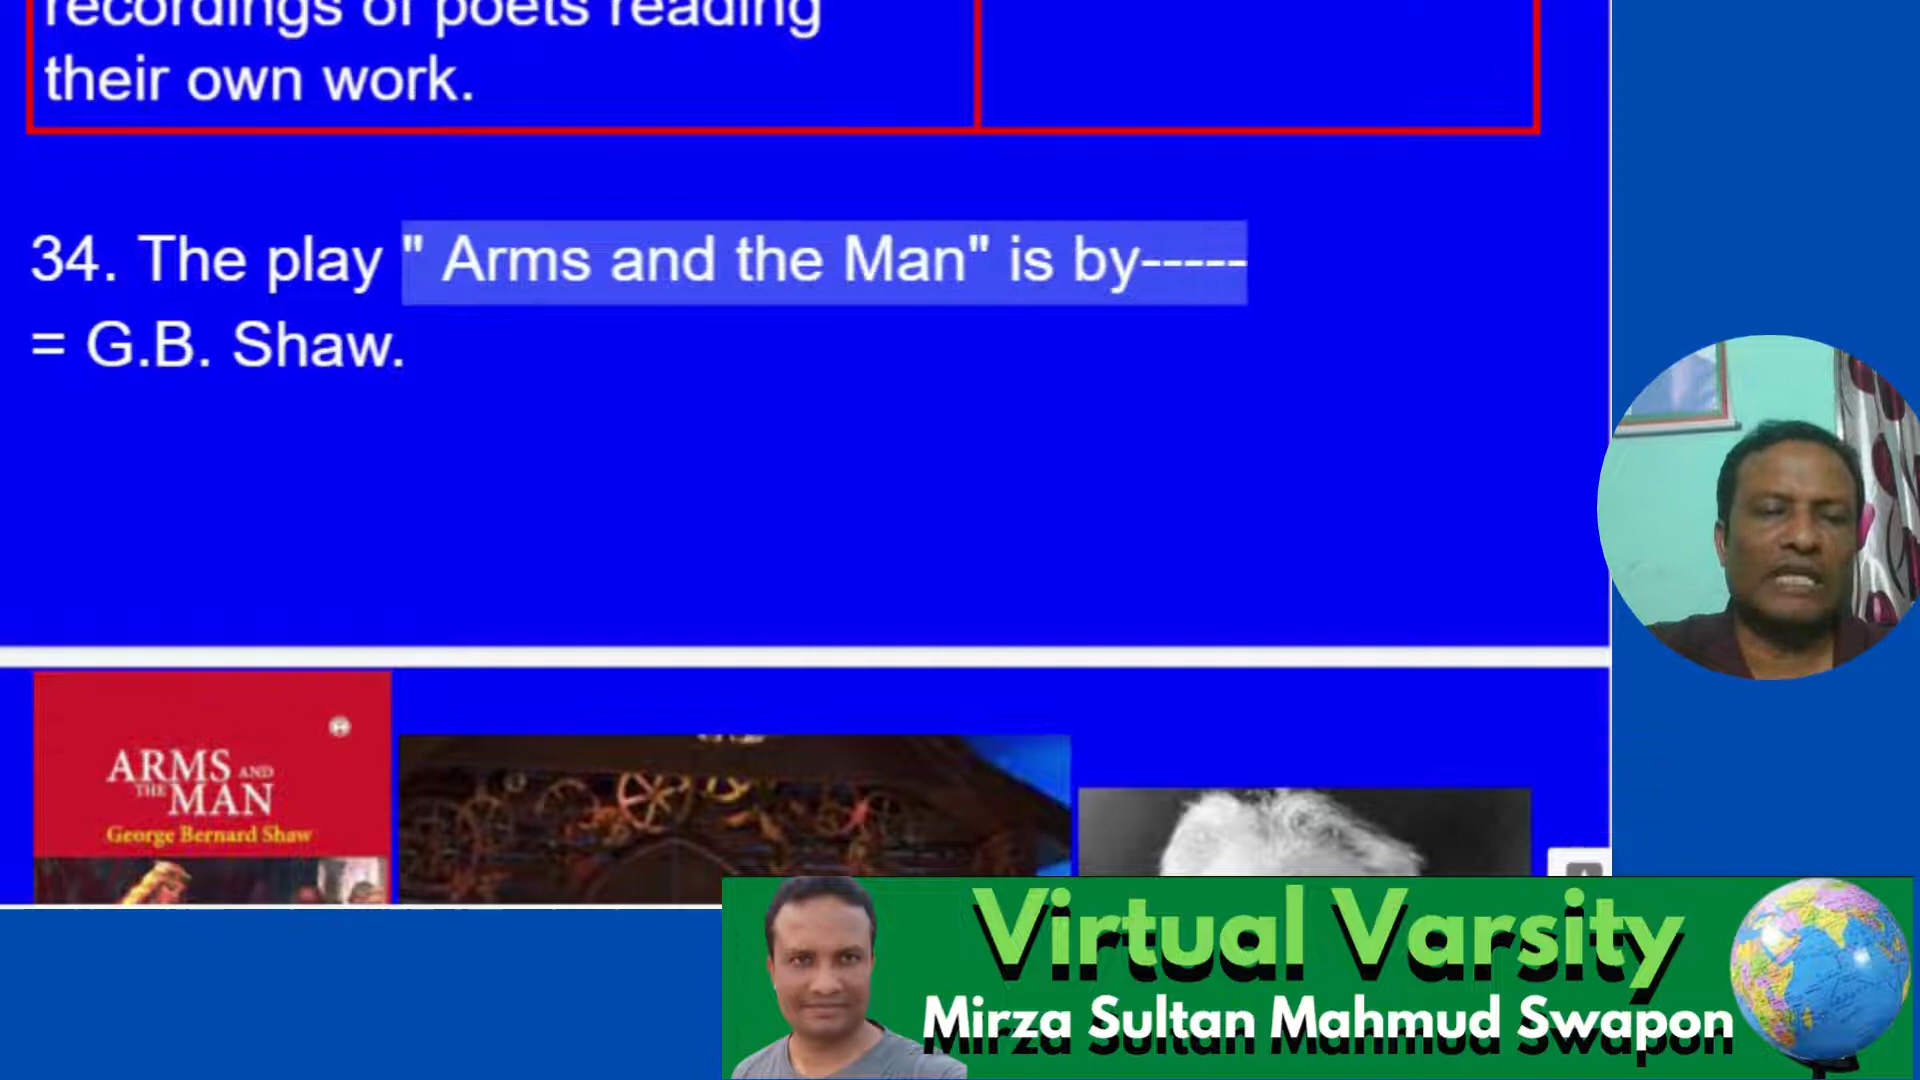 recordings of poets reading
their own work.
34. The play " Arms and the Man" is by-----
= G.B. Shaw.
ARMS AND
THE MAN
George Bernard Shaw
Virtual Varsity
Mirza Sultan Mahmud Swapon